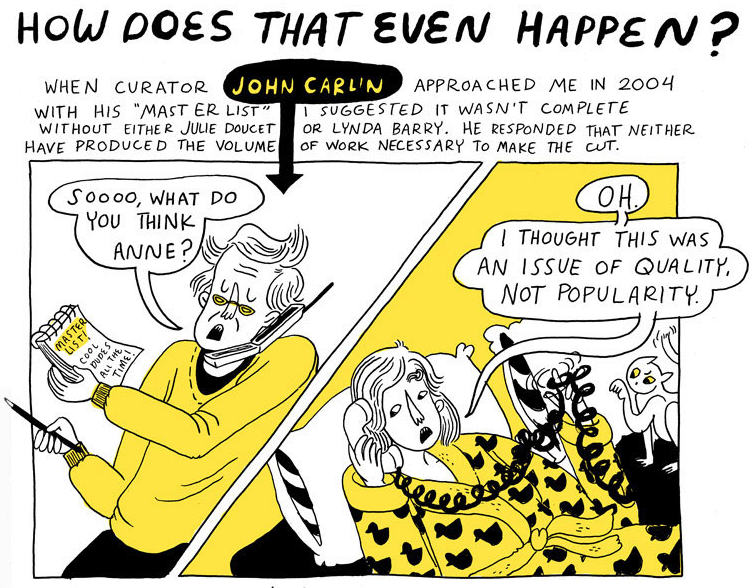 HOW DOES THAT EVEN HAPPEN?
WHEN CURATOR JOHN CARLIN APPROACHED ME IN 2004
WITH HIS "MASTER LIST" I SUGGESTED IT WASN'T COMPLETE
WITHOUT EITHER JULIE DOUCET OR LYNDA BARRY. HE RESPONDED THAT NEITHER
HAVE PRODUCED THE VOLUME OF WORK NECESSARY TO MAKE THE CUT.
SOOOO, WHAT DO
YOU THINK
ANNE?
MASTER
LIST!
COOL
DUDES
ALL THE
TIME!
OH.
I THOUGHT THIS WAS
AN ISSUE OF QUALITY,
NOT POPULARITY.